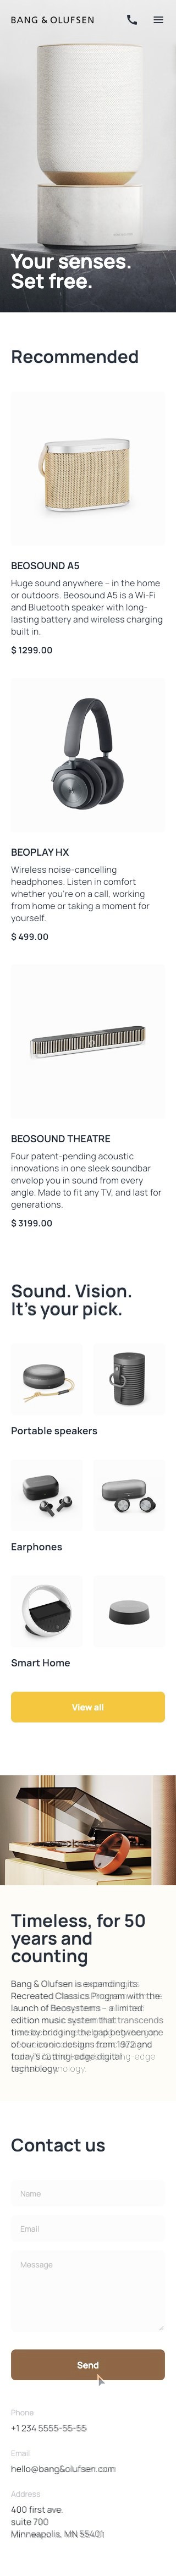 BANG & OLUFSEN
Your senses.
Set free.
Recommended
BEOSOUND A5
Huge sound anywhere – in the home
or outdoors. Beosound A5 is a Wi-Fi
and Bluetooth speaker with long-
lasting battery and wireless charging
built in.
$ 1299.00
BEOPLAY HX
Wireless noise-cancelling
headphones. Listen in comfort
whether you're on a call, working
from home or taking a moment for
yourself.
$ 499.00
BEOSOUND THEATRE
Four patent-pending acoustic
innovations in one sleek soundbar
envelop you in sound from every
angle. Made to fit any TV, and last for
generations.
$ 3199.00
Sound. Vision.
It's your pick.
Portable speakers
Earphones
Smart Home
View all
Timeless, for 50
years and
counting
Bang & Olufsen is expanding its
Recreated Classics Program with the
launch of Beosystems – a limited
edition music system that transcends
time by bridging the gap between one
of our iconic designs from 1972 and
today's cutting-edge digital
technology.
Contact us
Name
Email
Message
Send
Phone
+1 234 5555-55-55
Email
hello@bang&olufsen.com
Address
400 first ave.
suite 700
Minneapolis, MN 55401